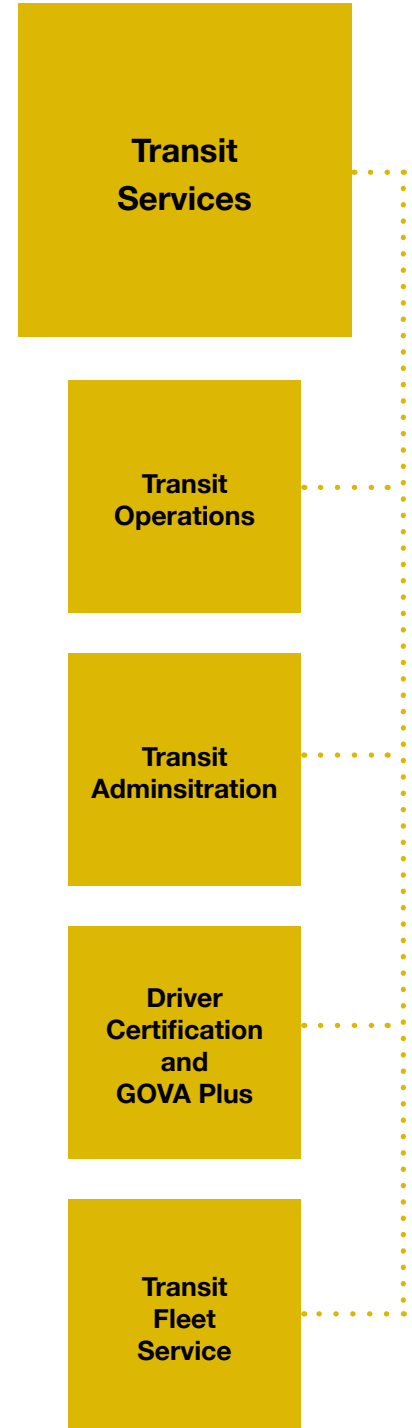 Transit
Services
Transit
Operations
Transit
Adminsitration
Driver
Certification
and
GOVA Plus
Transit
Fleet
Service